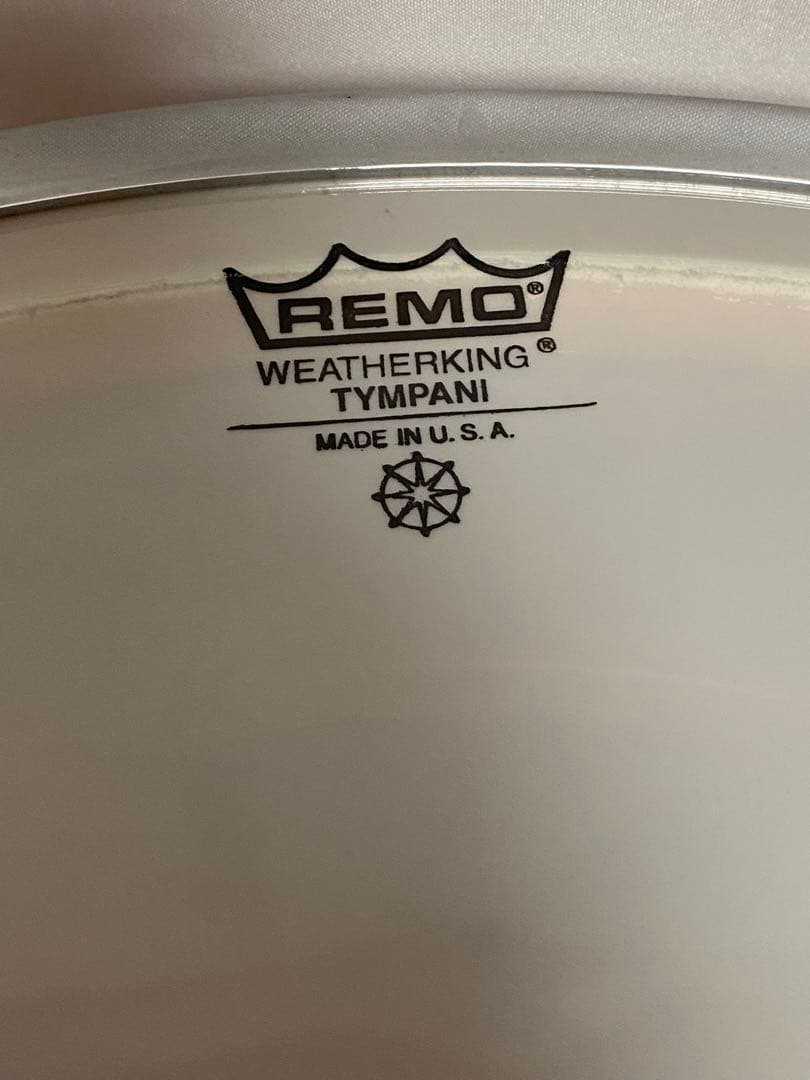 REMO®
WEATHERKING®
TYMPANI
MADE IN U.S.A.